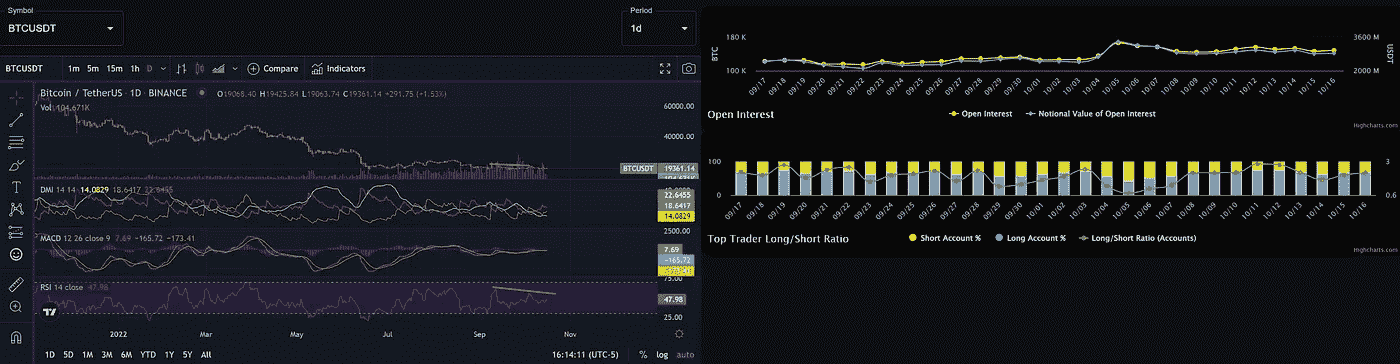 Symbol
BTCUSDT
Period
1d
BTCUSDT 1m 5m 15m 1h D Compare Indicators
Bitcoin / TetherUS · 1D · BINANCE O19068.40 H19425.84 L19063.74 C19361.14 +291.75 (+1.53%)
Vol 104.671K
60000.00
40000.00
BTCUSDT 19361.14
104.671K
DMI 14 14 14.0829 18.6417 22.6455
22.6455
18.6417
14.0829
MACD 12 26 close 9 7.69 −165.72 −173.41
2500.00
7.69
−165.72
−173.41
RSI 14 close 47.98
75.00
47.98
25.00
2022 Mar May Jul Sep Nov
1D 5D 1M 3M 6M YTD 1Y 5Y All 16:14:11 (UTC-5) % log auto
BTC
180 K
100 K
3600 M
2000 M
USDT
09/17 09/18 09/19 09/20 09/21 09/22 09/23 09/24 09/25 09/26 09/27 09/28 09/29 09/30 10/01 10/02 10/03 10/04 10/05 10/06 10/07 10/08 10/09 10/10 10/11 10/12 10/13 10/14 10/15 10/16
Open Interest
Open Interest Notional Value of Open Interest
Highcharts.com
100
3
0.6
09/17 09/18 09/19 09/20 09/21 09/22 09/23 09/24 09/25 09/26 09/27 09/28 09/29 09/30 10/01 10/02 10/03 10/04 10/05 10/06 10/07 10/08 10/09 10/10 10/11 10/12 10/13 10/14 10/15 10/16
Top Trader Long/Short Ratio
Short Account % Long Account % Long/Short Ratio (Accounts)
Highcharts.com